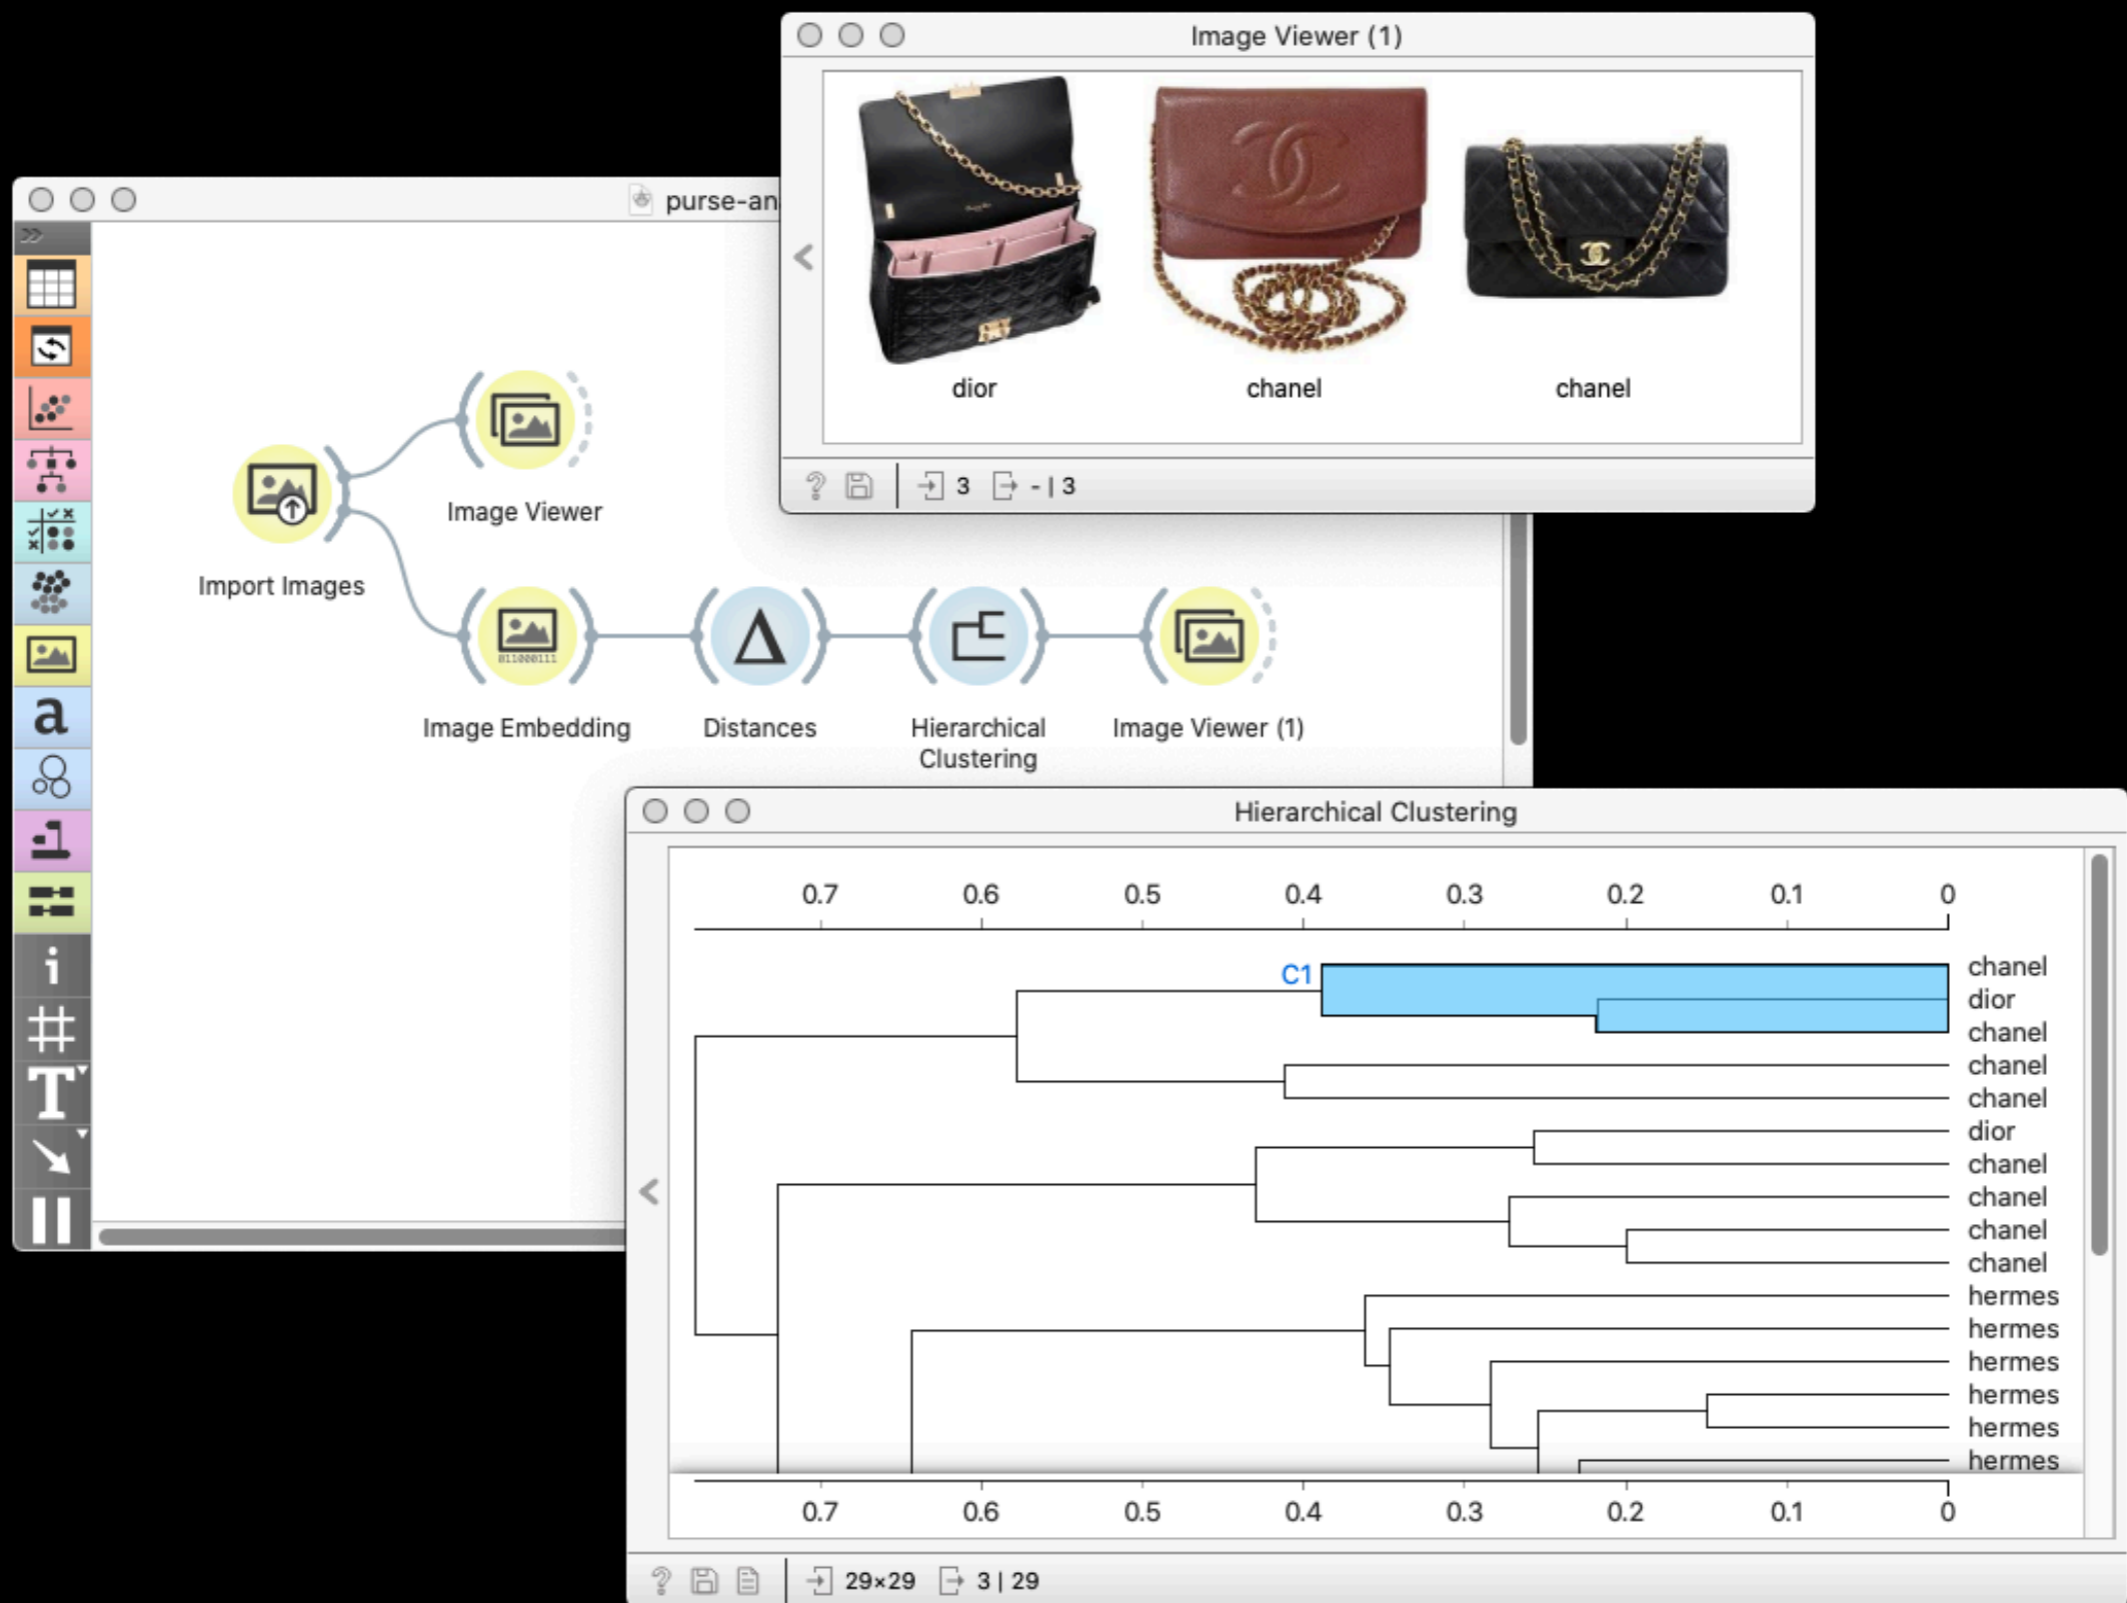 Image Viewer (1)
dior
chanel
chanel
? 3 - | 3
purse-an
Import Images
Image Viewer
011000111
Image Embedding
Distances
Hierarchical
Clustering
Image Viewer (1)
a
i
T
Hierarchical Clustering
0.7 0.6 0.5 0.4 0.3 0.2 0.1 0
C1
chanel
dior
chanel
chanel
chanel
dior
chanel
chanel
chanel
chanel
hermes
hermes
hermes
hermes
hermes
hermes
0.7 0.6 0.5 0.4 0.3 0.2 0.1 0
? 29×29 3 | 29